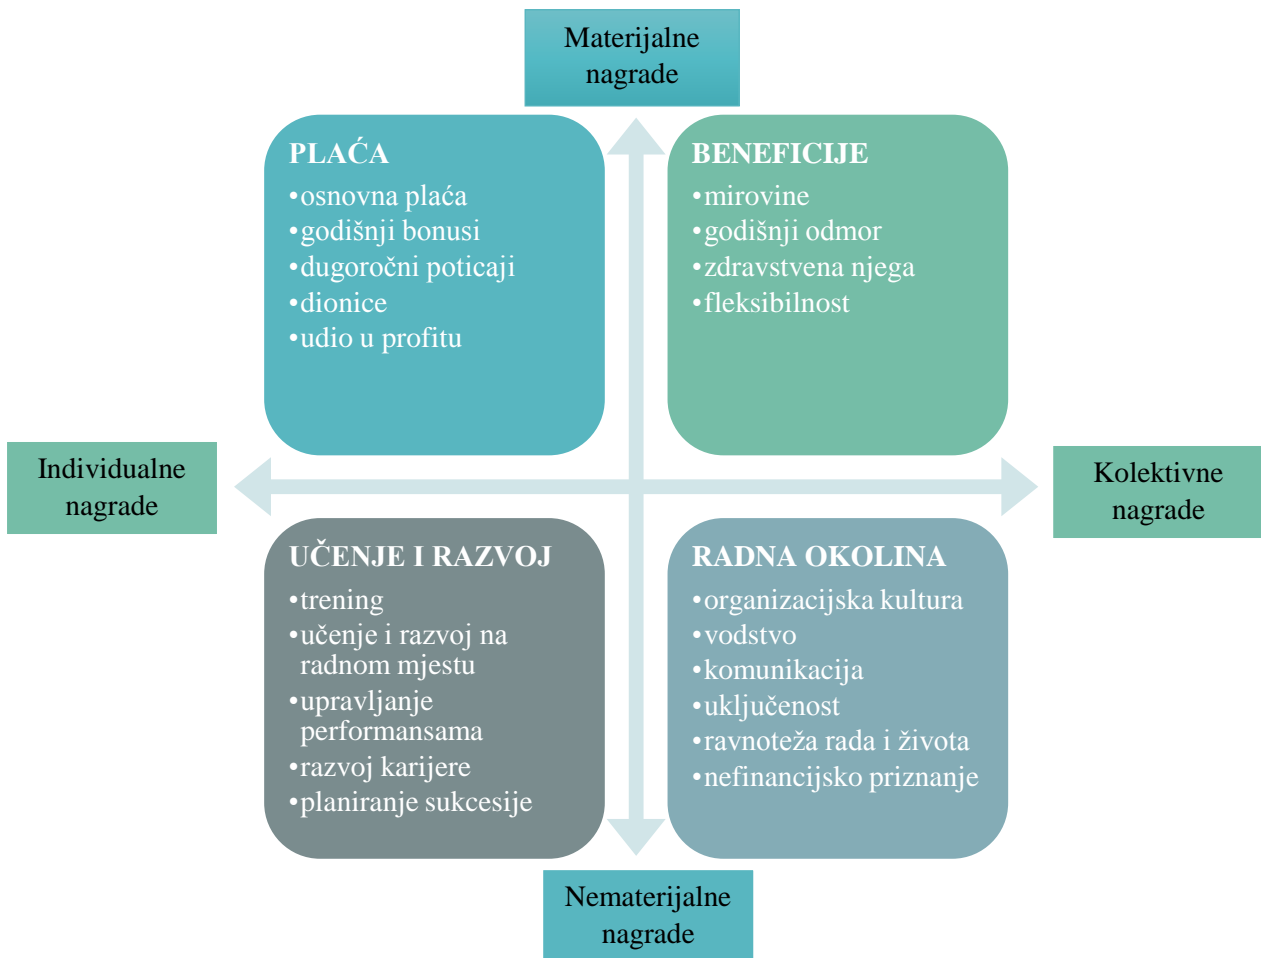 Materijalne
nagrade
PLAĆA
•osnovna plaća
•godišnji bonusi
•dugoročni poticaji
•dionice
•udio u profitu
BENEFICIJE
•mirovine
•godišnji odmor
•zdravstvena njega
•fleksibilnost
Individualne
nagrade
Kolektivne
nagrade
UČENJE I RAZVOJ
•trening
•učenje i razvoj na
radnom mjestu
•upravljanje
performansama
•razvoj karijere
•planiranje sukcesije
RADNA OKOLINA
•organizacijska kultura
•vodstvo
•komunikacija
•uključenost
•ravnoteža rada i života
•nefinancijsko priznanje
Nematerijalne
nagrade